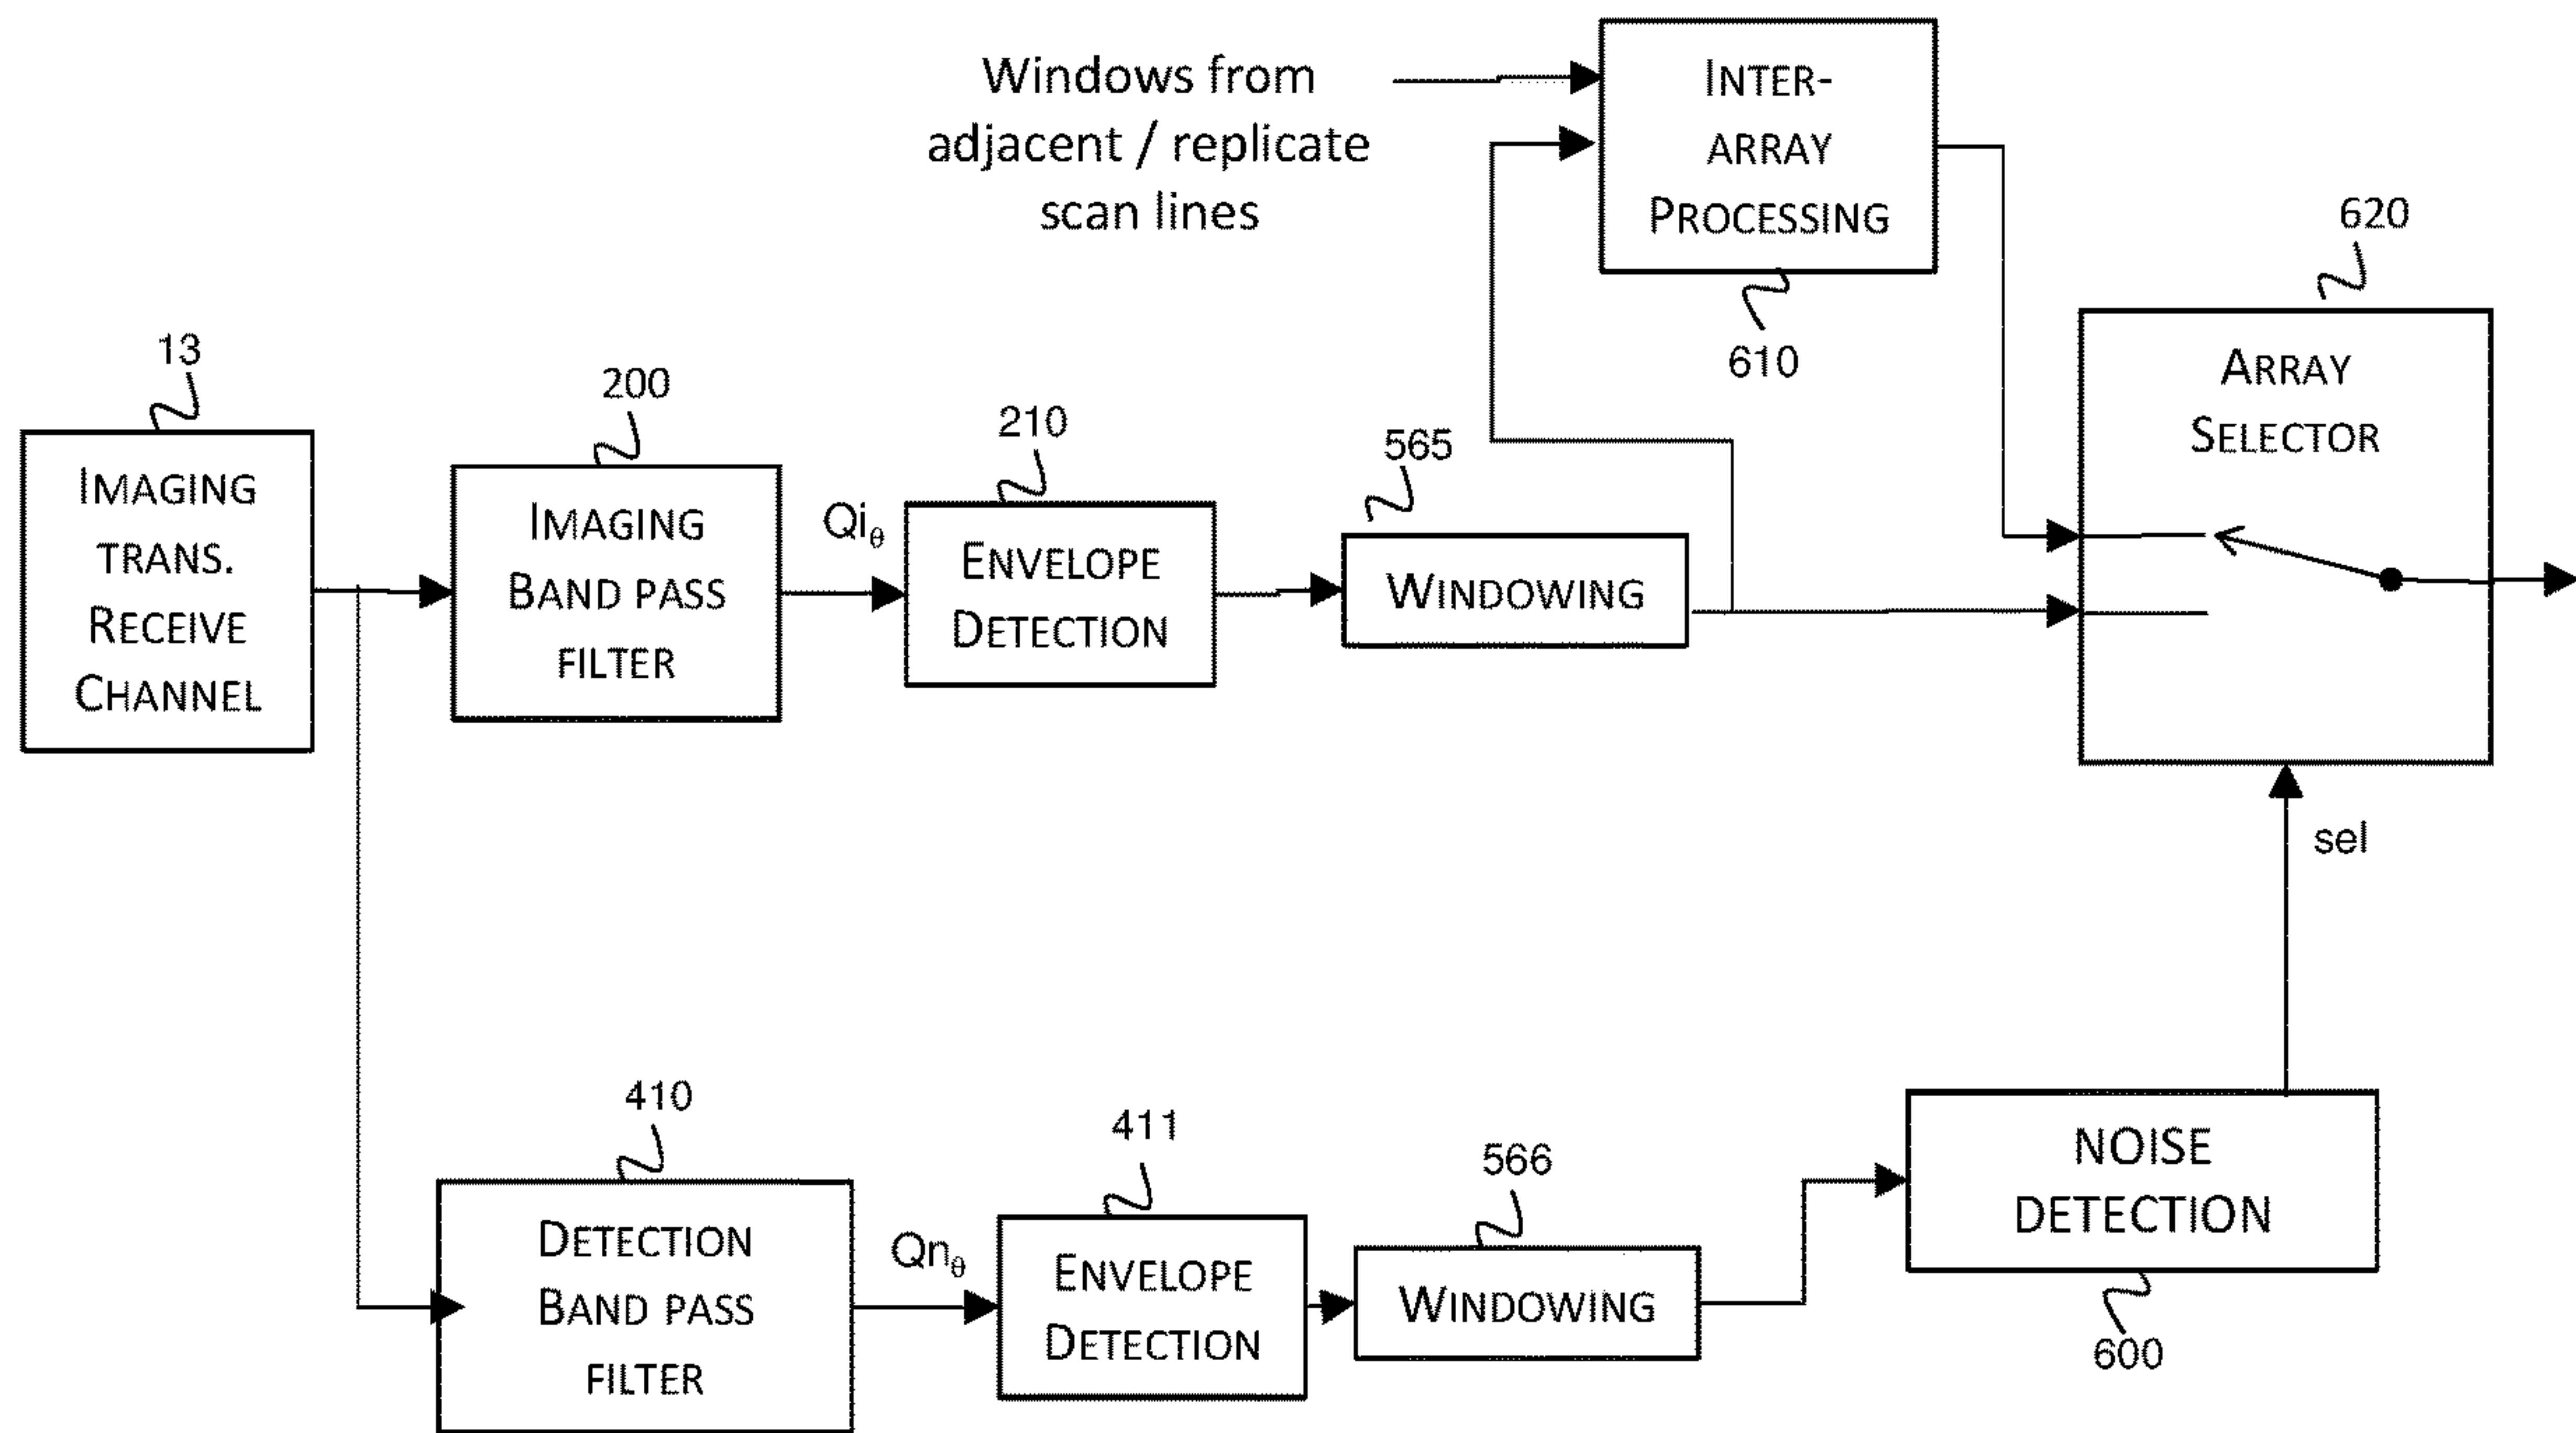 Windows from
adjacent / replicate
scan lines
INTER-
ARRAY
PROCESSING
610
620
ARRAY
SELECTOR
13
IMAGING
TRANS.
RECEIVE
CHANNEL
200
IMAGING
BAND PASS
FILTER
Qiθ
210
ENVELOPE
DETECTION
565
WINDOWING
sel
410
DETECTION
BAND PASS
FILTER
Qnθ
411
ENVELOPE
DETECTION
566
WINDOWING
NOISE
DETECTION
600